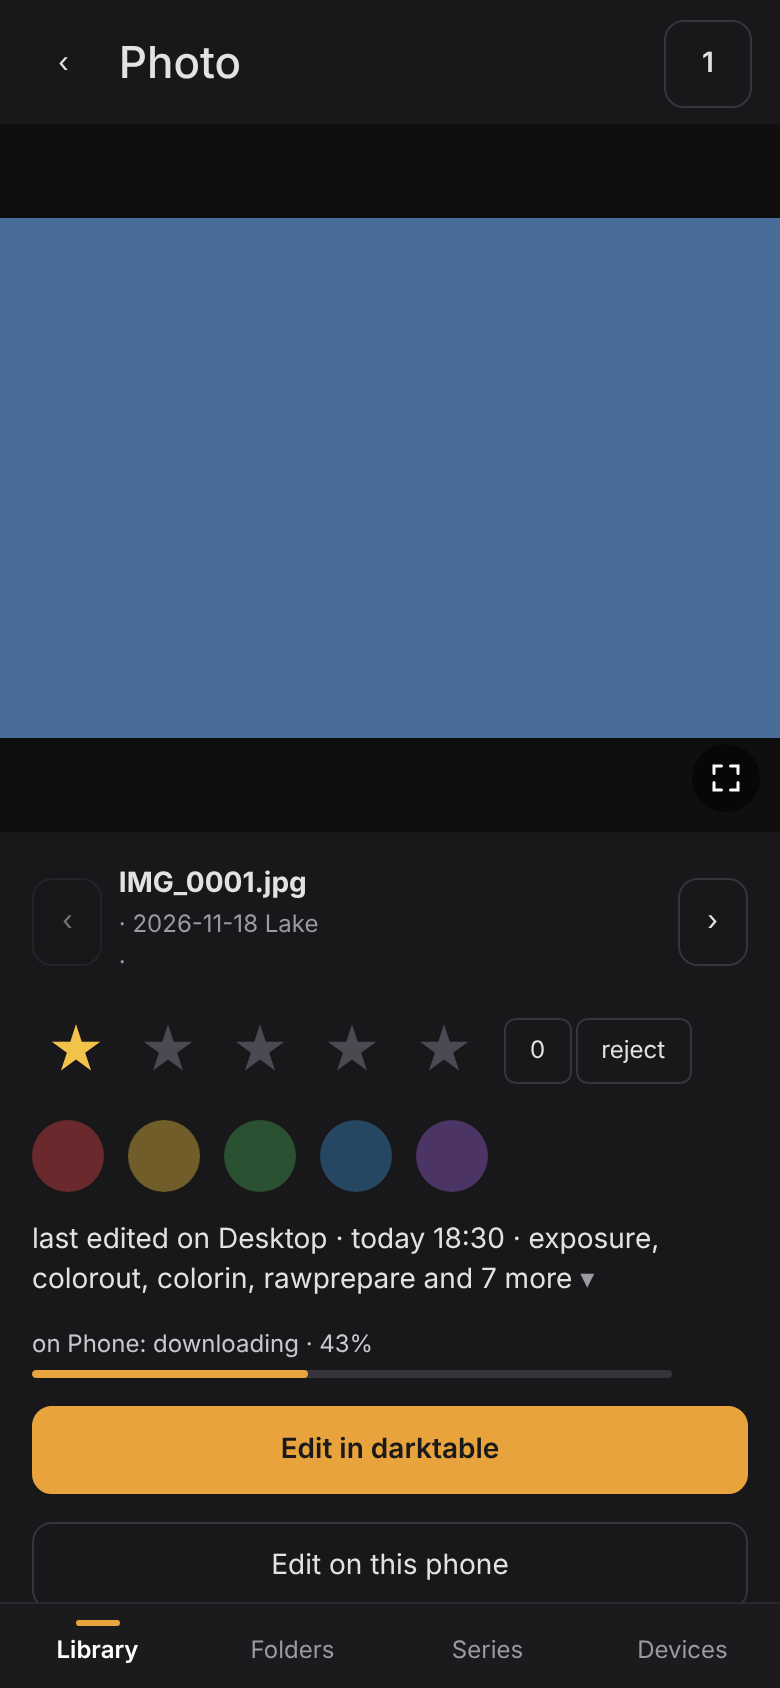 ‹ Photo 1
‹ IMG_0001.jpg ›
· 2026-11-18 Lake
·
★ ★ ★ ★ ★ 0 reject
last edited on Desktop · today 18:30 · exposure,
colorout, colorin, rawprepare and 7 more ▾
on Phone: downloading · 43%
Edit in darktable
Edit on this phone
Library Folders Series Devices